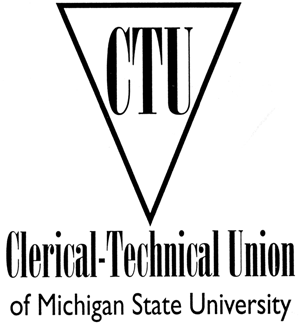 CTU
Clerical-Technical Union
of Michigan State University